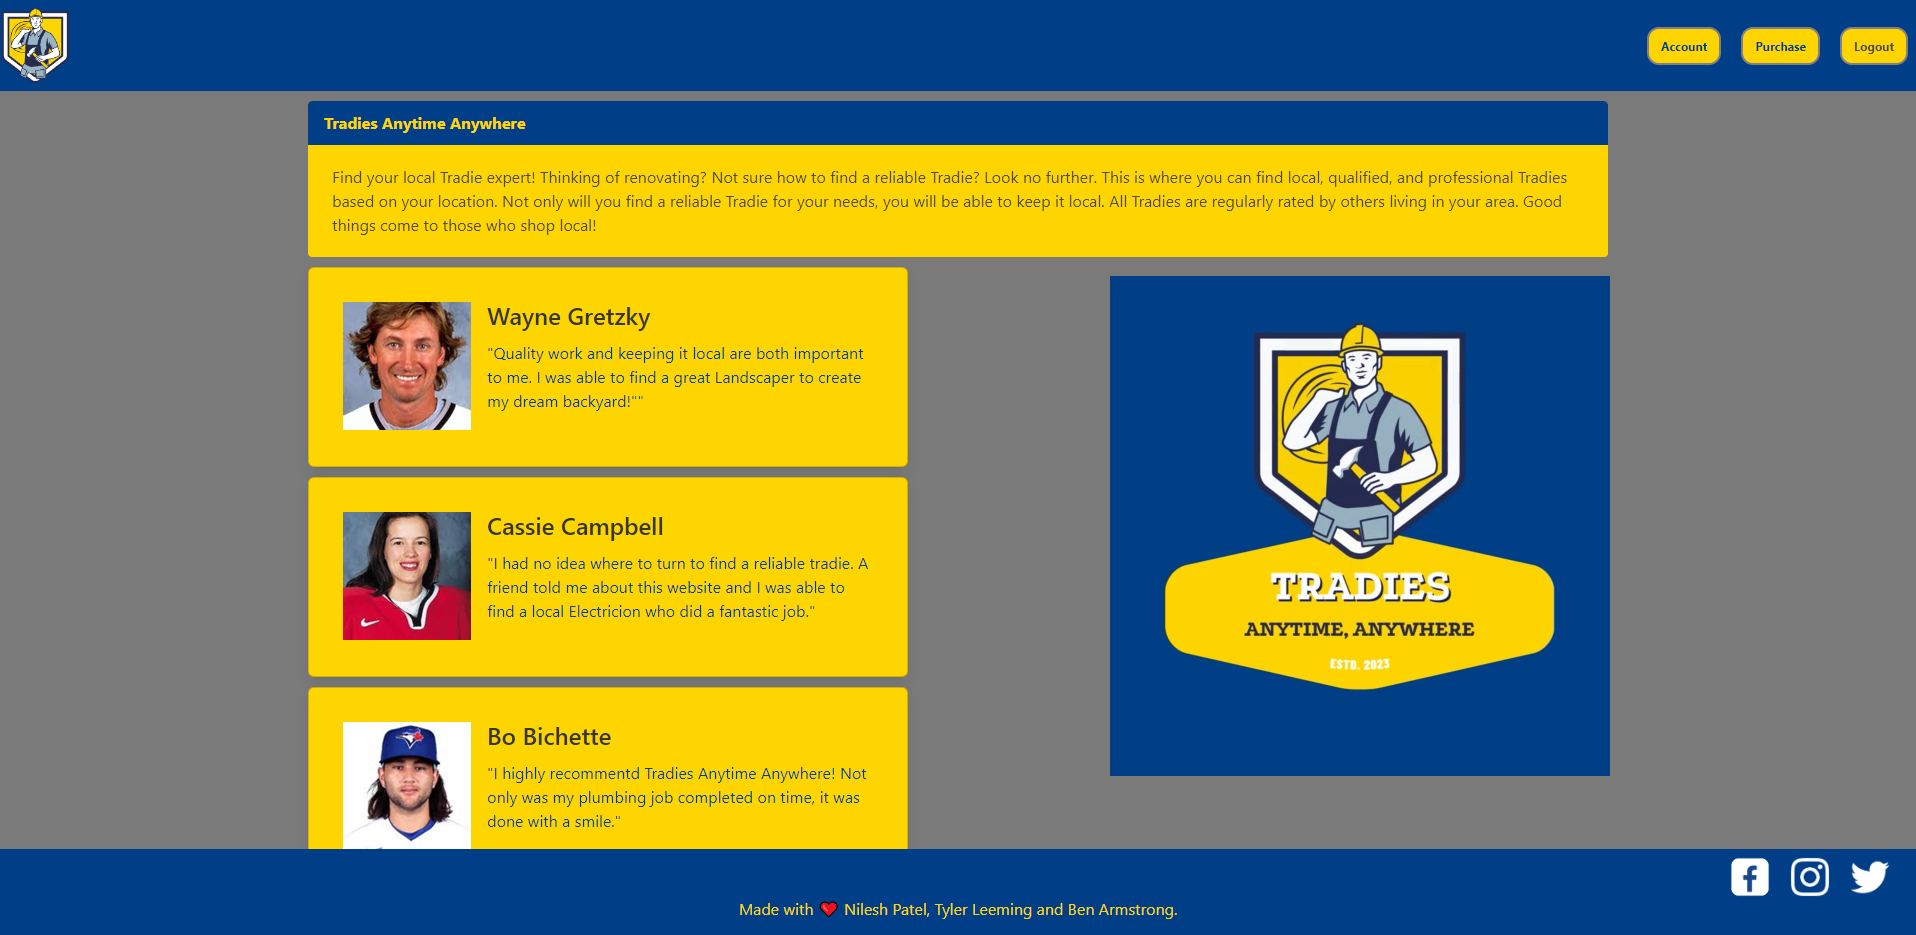 Account
Purchase
Logout
Tradies Anytime Anywhere
Find your local Tradie expert! Thinking of renovating? Not sure how to find a reliable Tradie? Look no further. This is where you can find local, qualified, and professional Tradies
based on your location. Not only will you find a reliable Tradie for your needs, you will be able to keep it local. All Tradies are regularly rated by others living in your area. Good
things come to those who shop local!
Wayne Gretzky
"Quality work and keeping it local are both important
to me. I was able to find a great Landscaper to create
my dream backyard!""
Cassie Campbell
"I had no idea where to turn to find a reliable tradie. A
friend told me about this website and I was able to
find a local Electricion who did a fantastic job."
Bo Bichette
"I highly recommentd Tradies Anytime Anywhere! Not
only was my plumbing job completed on time, it was
done with a smile."
TRADIES
ANYTIME, ANYWHERE
ESTD. 2023
Made with ❤ Nilesh Patel, Tyler Leeming and Ben Armstrong.